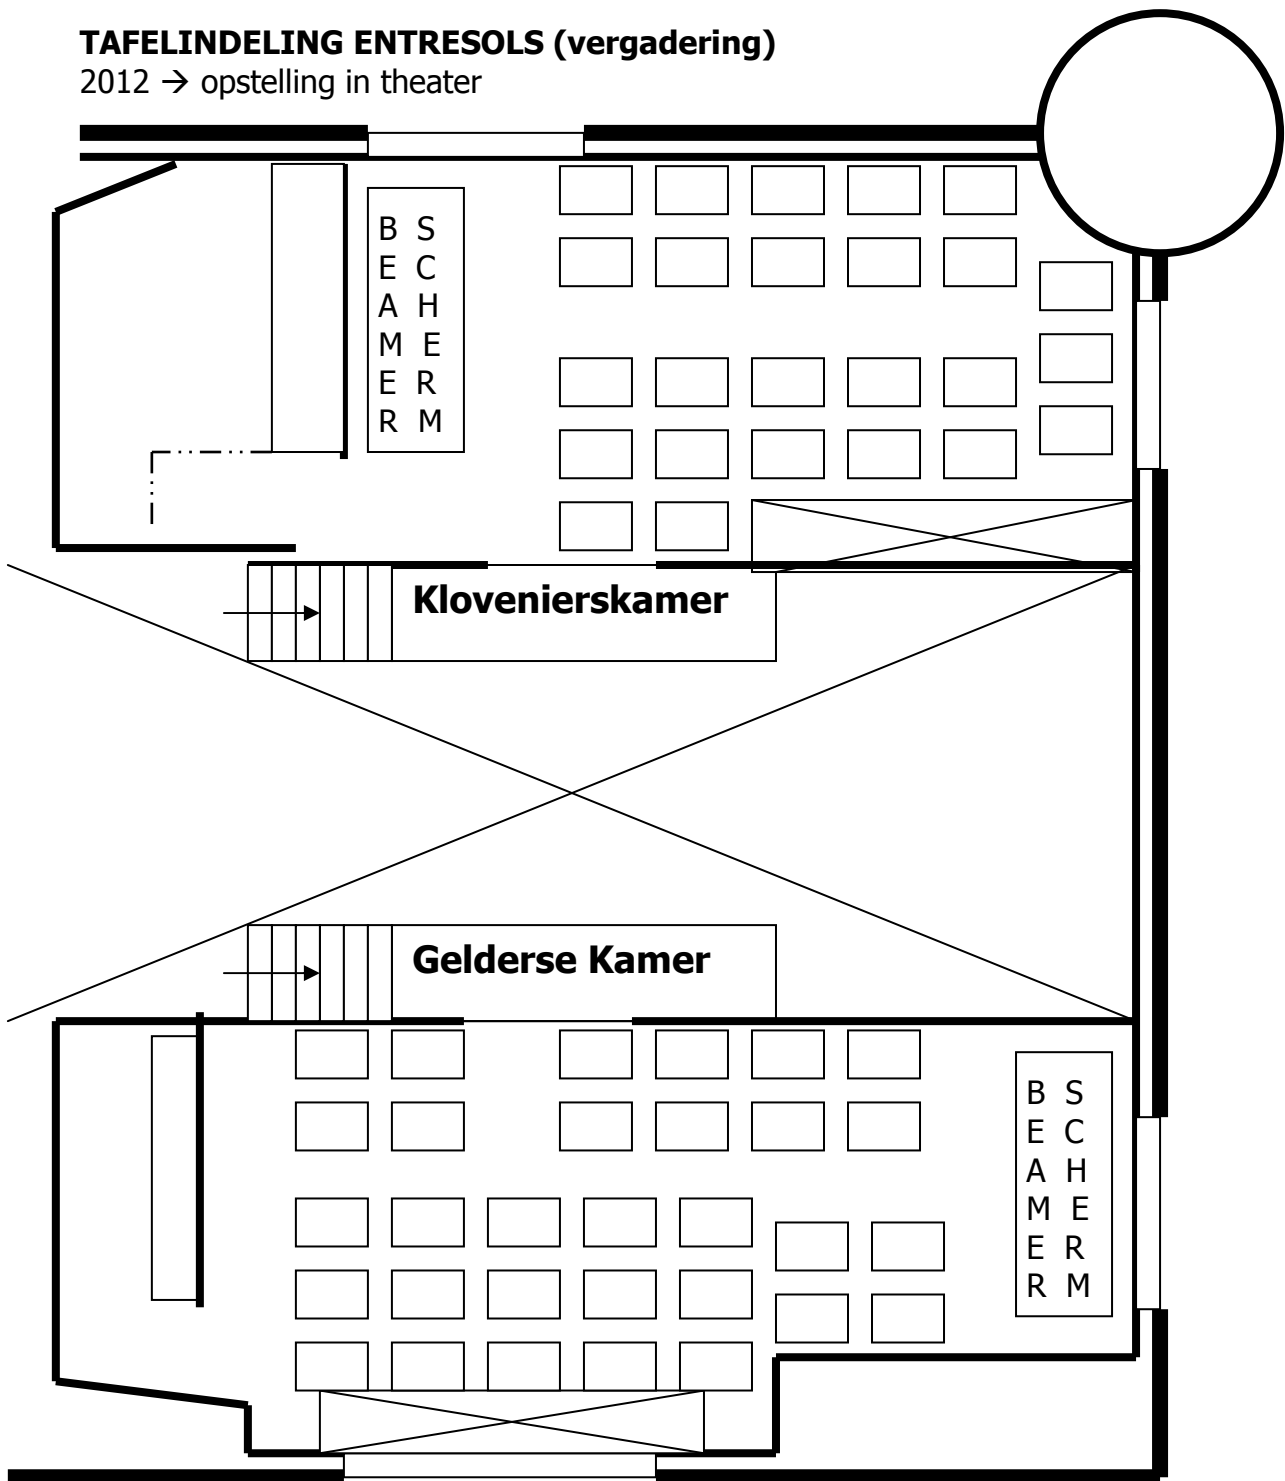 TAFELINDELING ENTRESOLS (vergadering)
2012 → opstelling in theater
B S
E C
A H
M E
E R
R M
Klovenierskamer
Gelderse Kamer
B S
E C
A H
M E
E R
R M